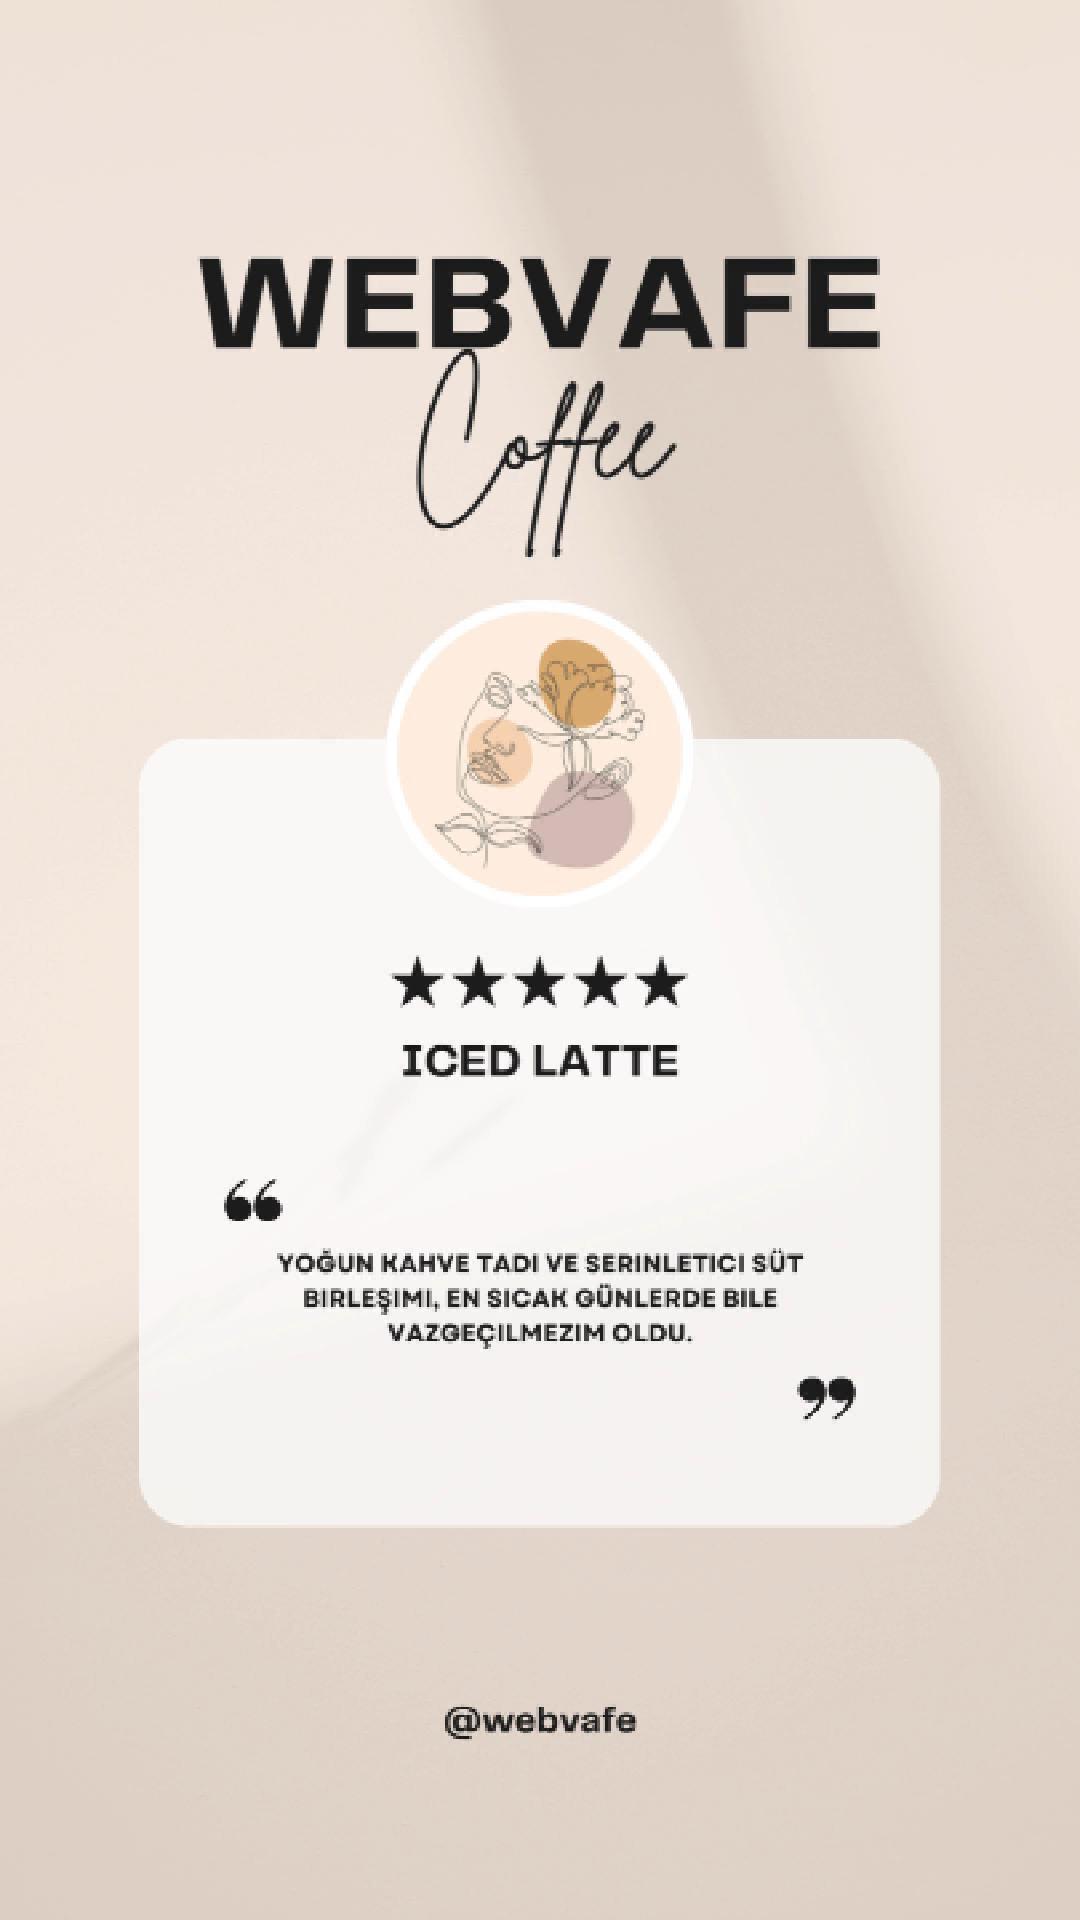 WEBVAFE
Coffee
★★★★★
ICED LATTE
“
YOĞUN KAHVE TADI VE SERINLETICI SÜT
BIRLEŞIMI, EN SICAK GÜNLERDE BILE
VAZGEÇILMEZIM OLDU.
”
@webvafe